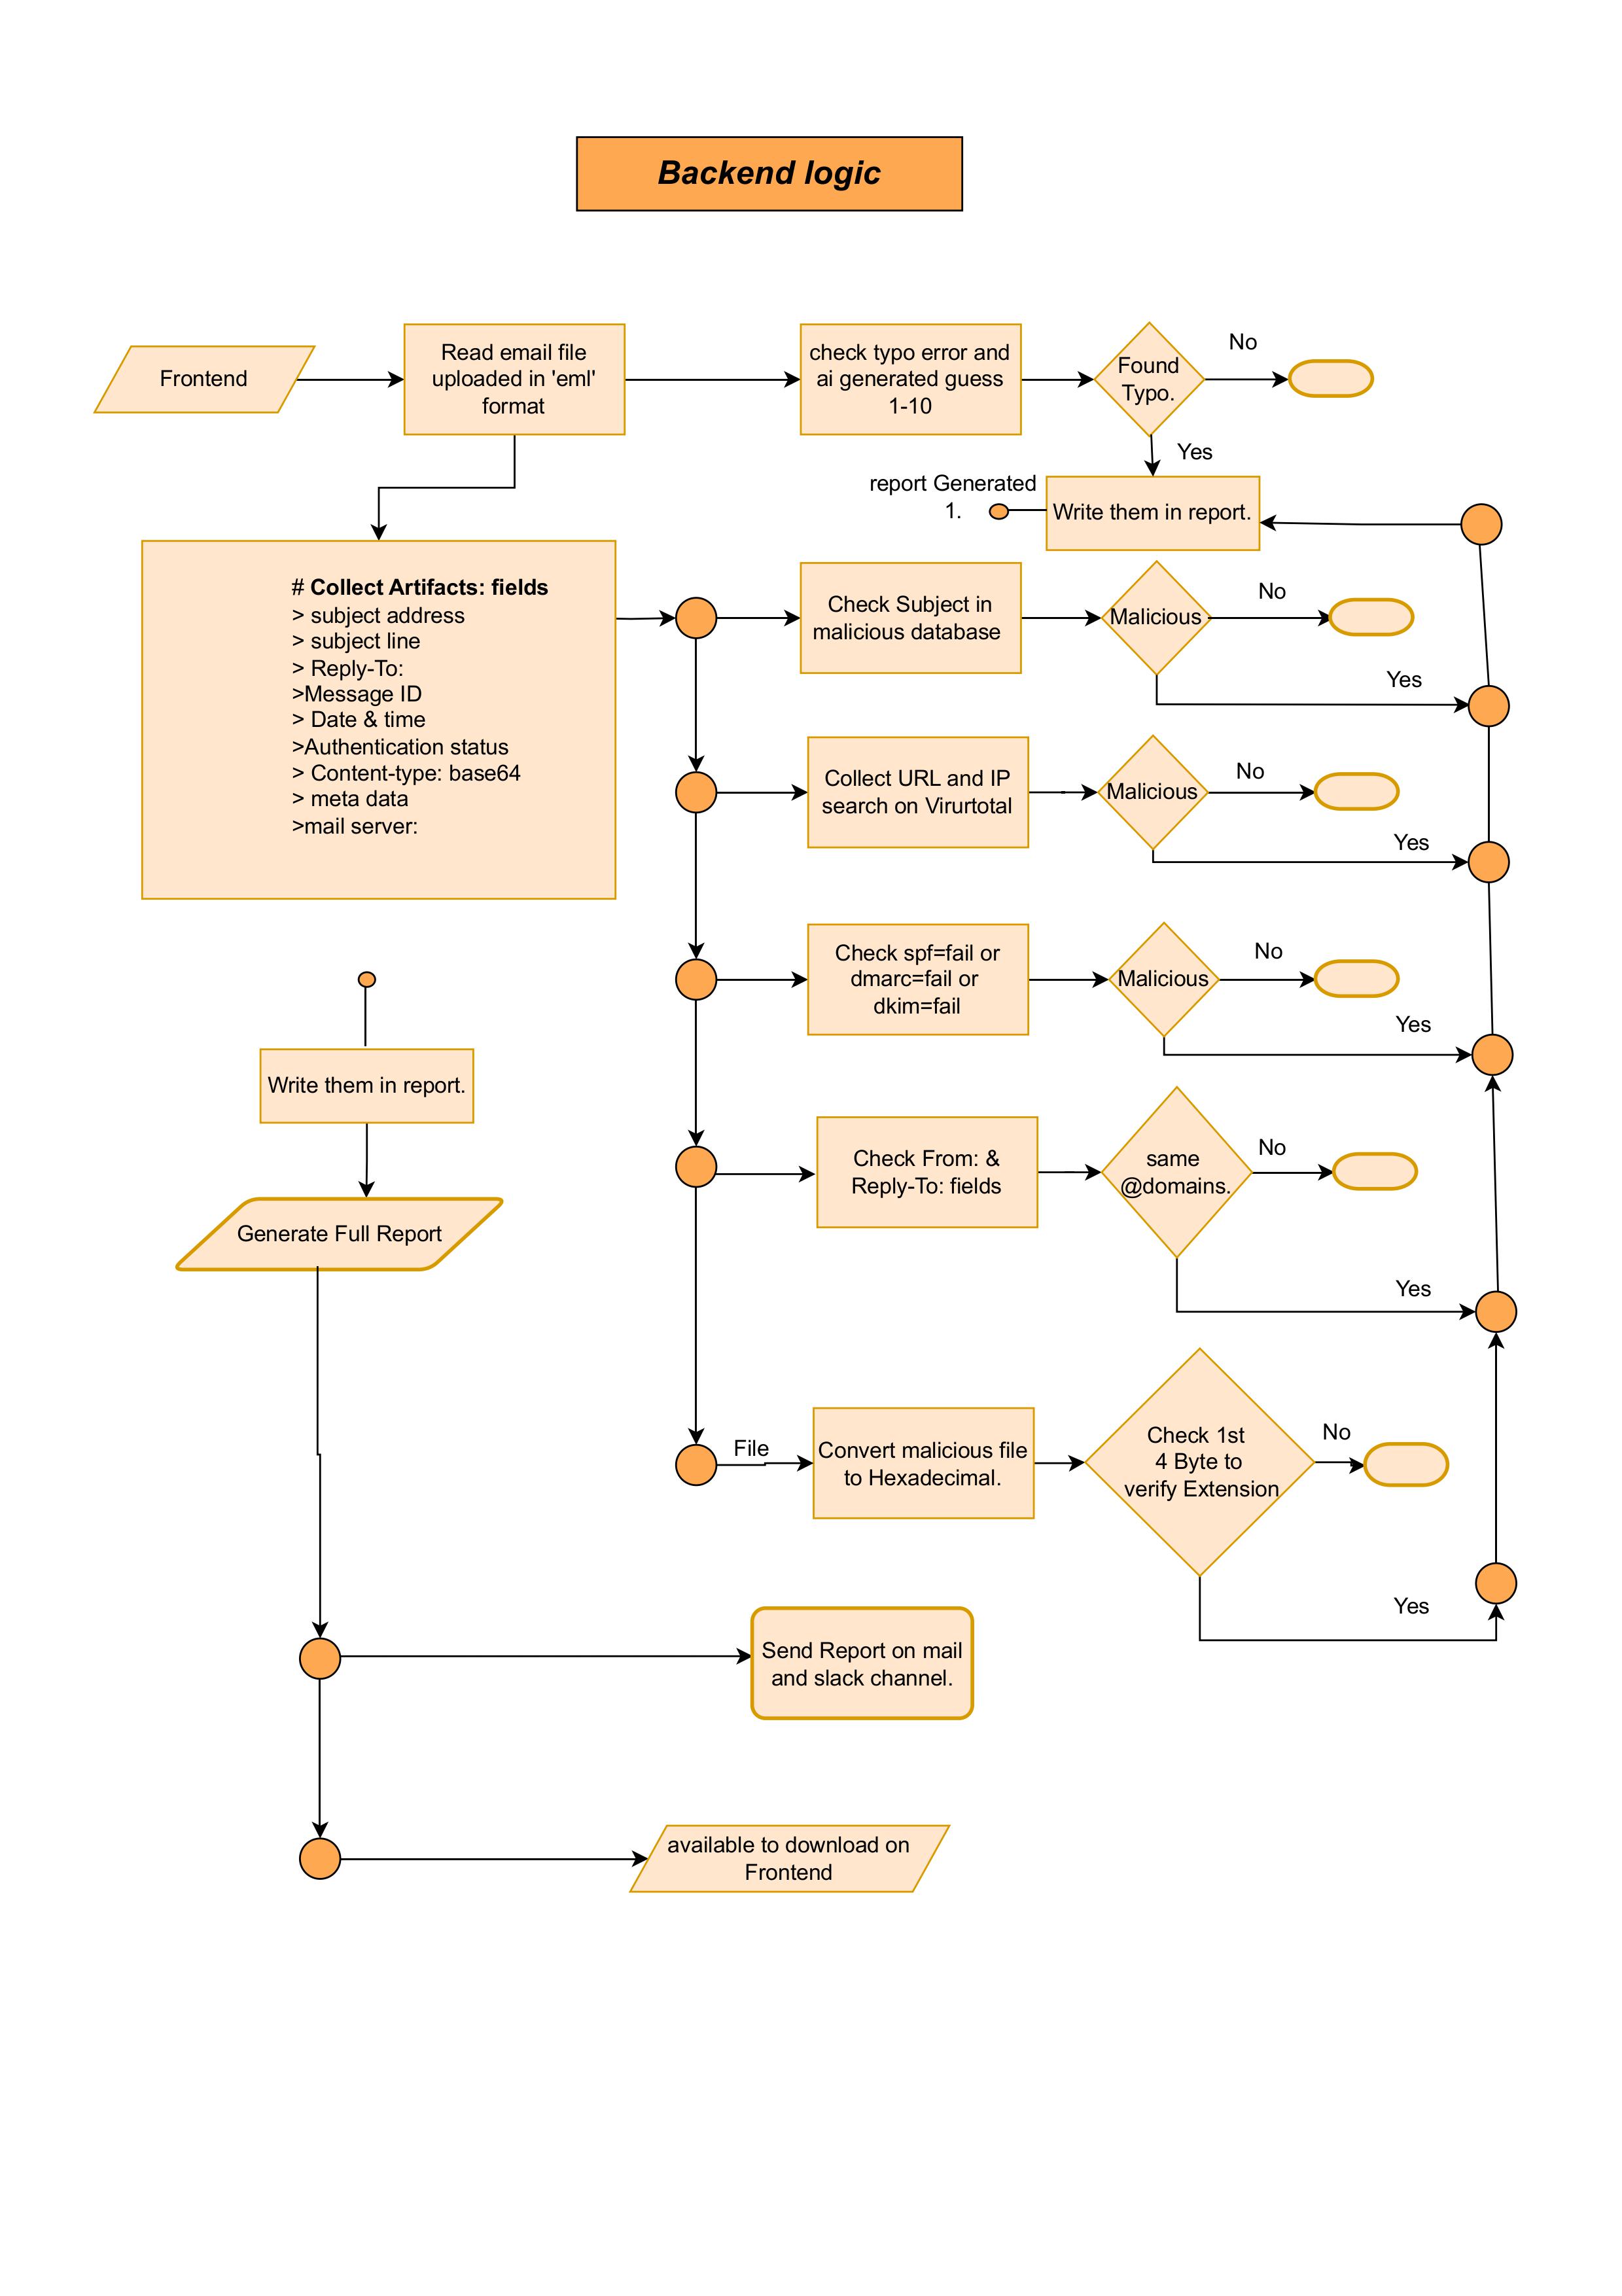 Backend logic
Frontend
Read email file
uploaded in 'eml'
format
check typo error and
ai generated guess
1-10
Found
Typo.
No
Yes
report Generated
1.
Write them in report.
# Collect Artifacts: fields
> subject address
> subject line
> Reply-To:
>Message ID
> Date & time
>Authentication status
> Content-type: base64
> meta data
>mail server:
Check Subject in
malicious database
Malicious
No
Yes
Collect URL and IP
search on Virurtotal
Malicious
No
Yes
Check spf=fail or
dmarc=fail or
dkim=fail
Malicious
No
Yes
Write them in report.
Generate Full Report
Check From: &
Reply-To: fields
same
@domains.
No
Yes
File
Convert malicious file
to Hexadecimal.
Check 1st
4 Byte to
verify Extension
No
Yes
Send Report on mail
and slack channel.
available to download on
Frontend